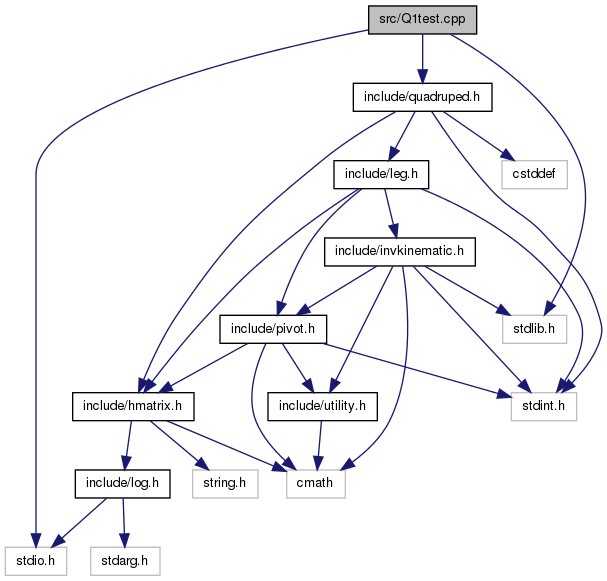 src/Q1test.cpp
include/quadruped.h
include/leg.h
cstddef
include/invkinematic.h
include/pivot.h
stdlib.h
include/hmatrix.h
include/utility.h
stdint.h
include/log.h
string.h
cmath
stdio.h
stdarg.h